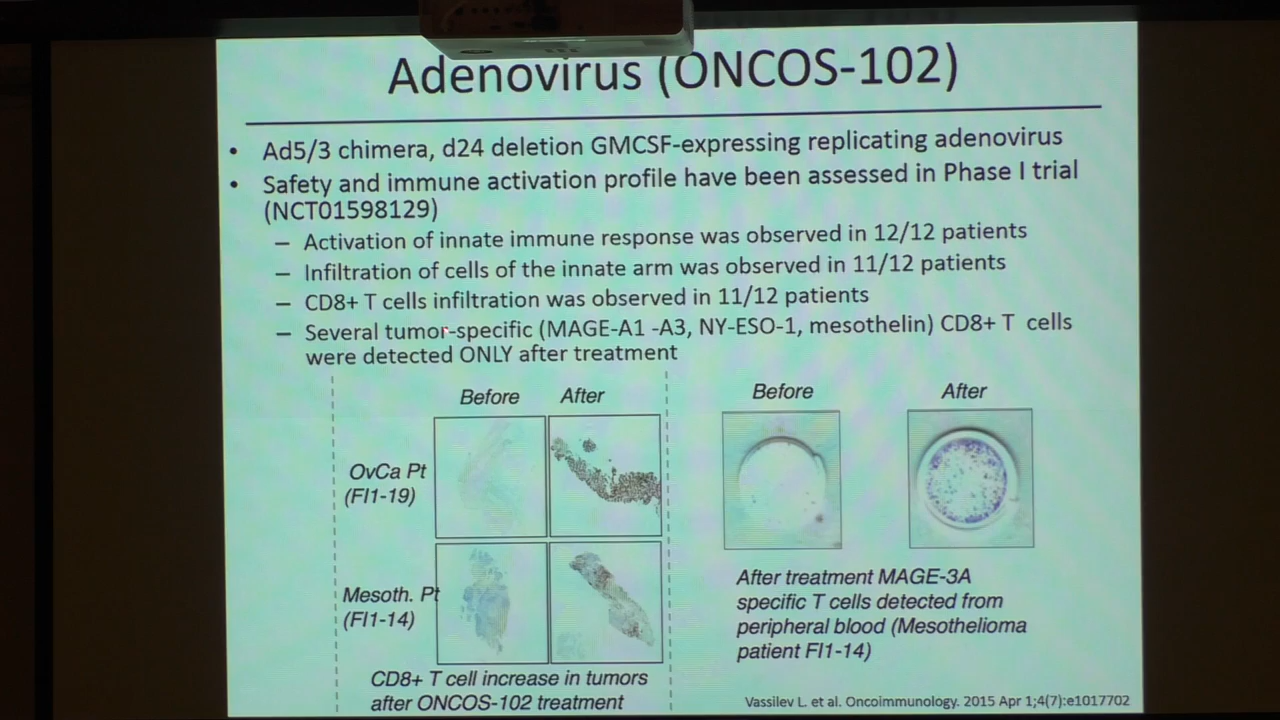 Adenovirus (ONCOS-102)
• Ad5/3 chimera, d24 deletion GMCSF-expressing replicating adenovirus
• Safety and immune activation profile have been assessed in Phase I trial
(NCT01598129)
– Activation of innate immune response was observed in 12/12 patients
– Infiltration of cells of the innate arm was observed in 11/12 patients
– CD8+ T cells infiltration was observed in 11/12 patients
– Several tumor-specific (MAGE-A1 -A3, NY-ESO-1, mesothelin) CD8+ T cells
were detected ONLY after treatment
Before After
OvCa Pt
(FI1-19)
Mesoth. Pt
(FI1-14)
CD8+ T cell increase in tumors
after ONCOS-102 treatment
Before After
After treatment MAGE-3A
specific T cells detected from
peripheral blood (Mesothelioma
patient FI1-14)
Vassilev L. et al. Oncoimmunology. 2015 Apr 1;4(7):e1017702